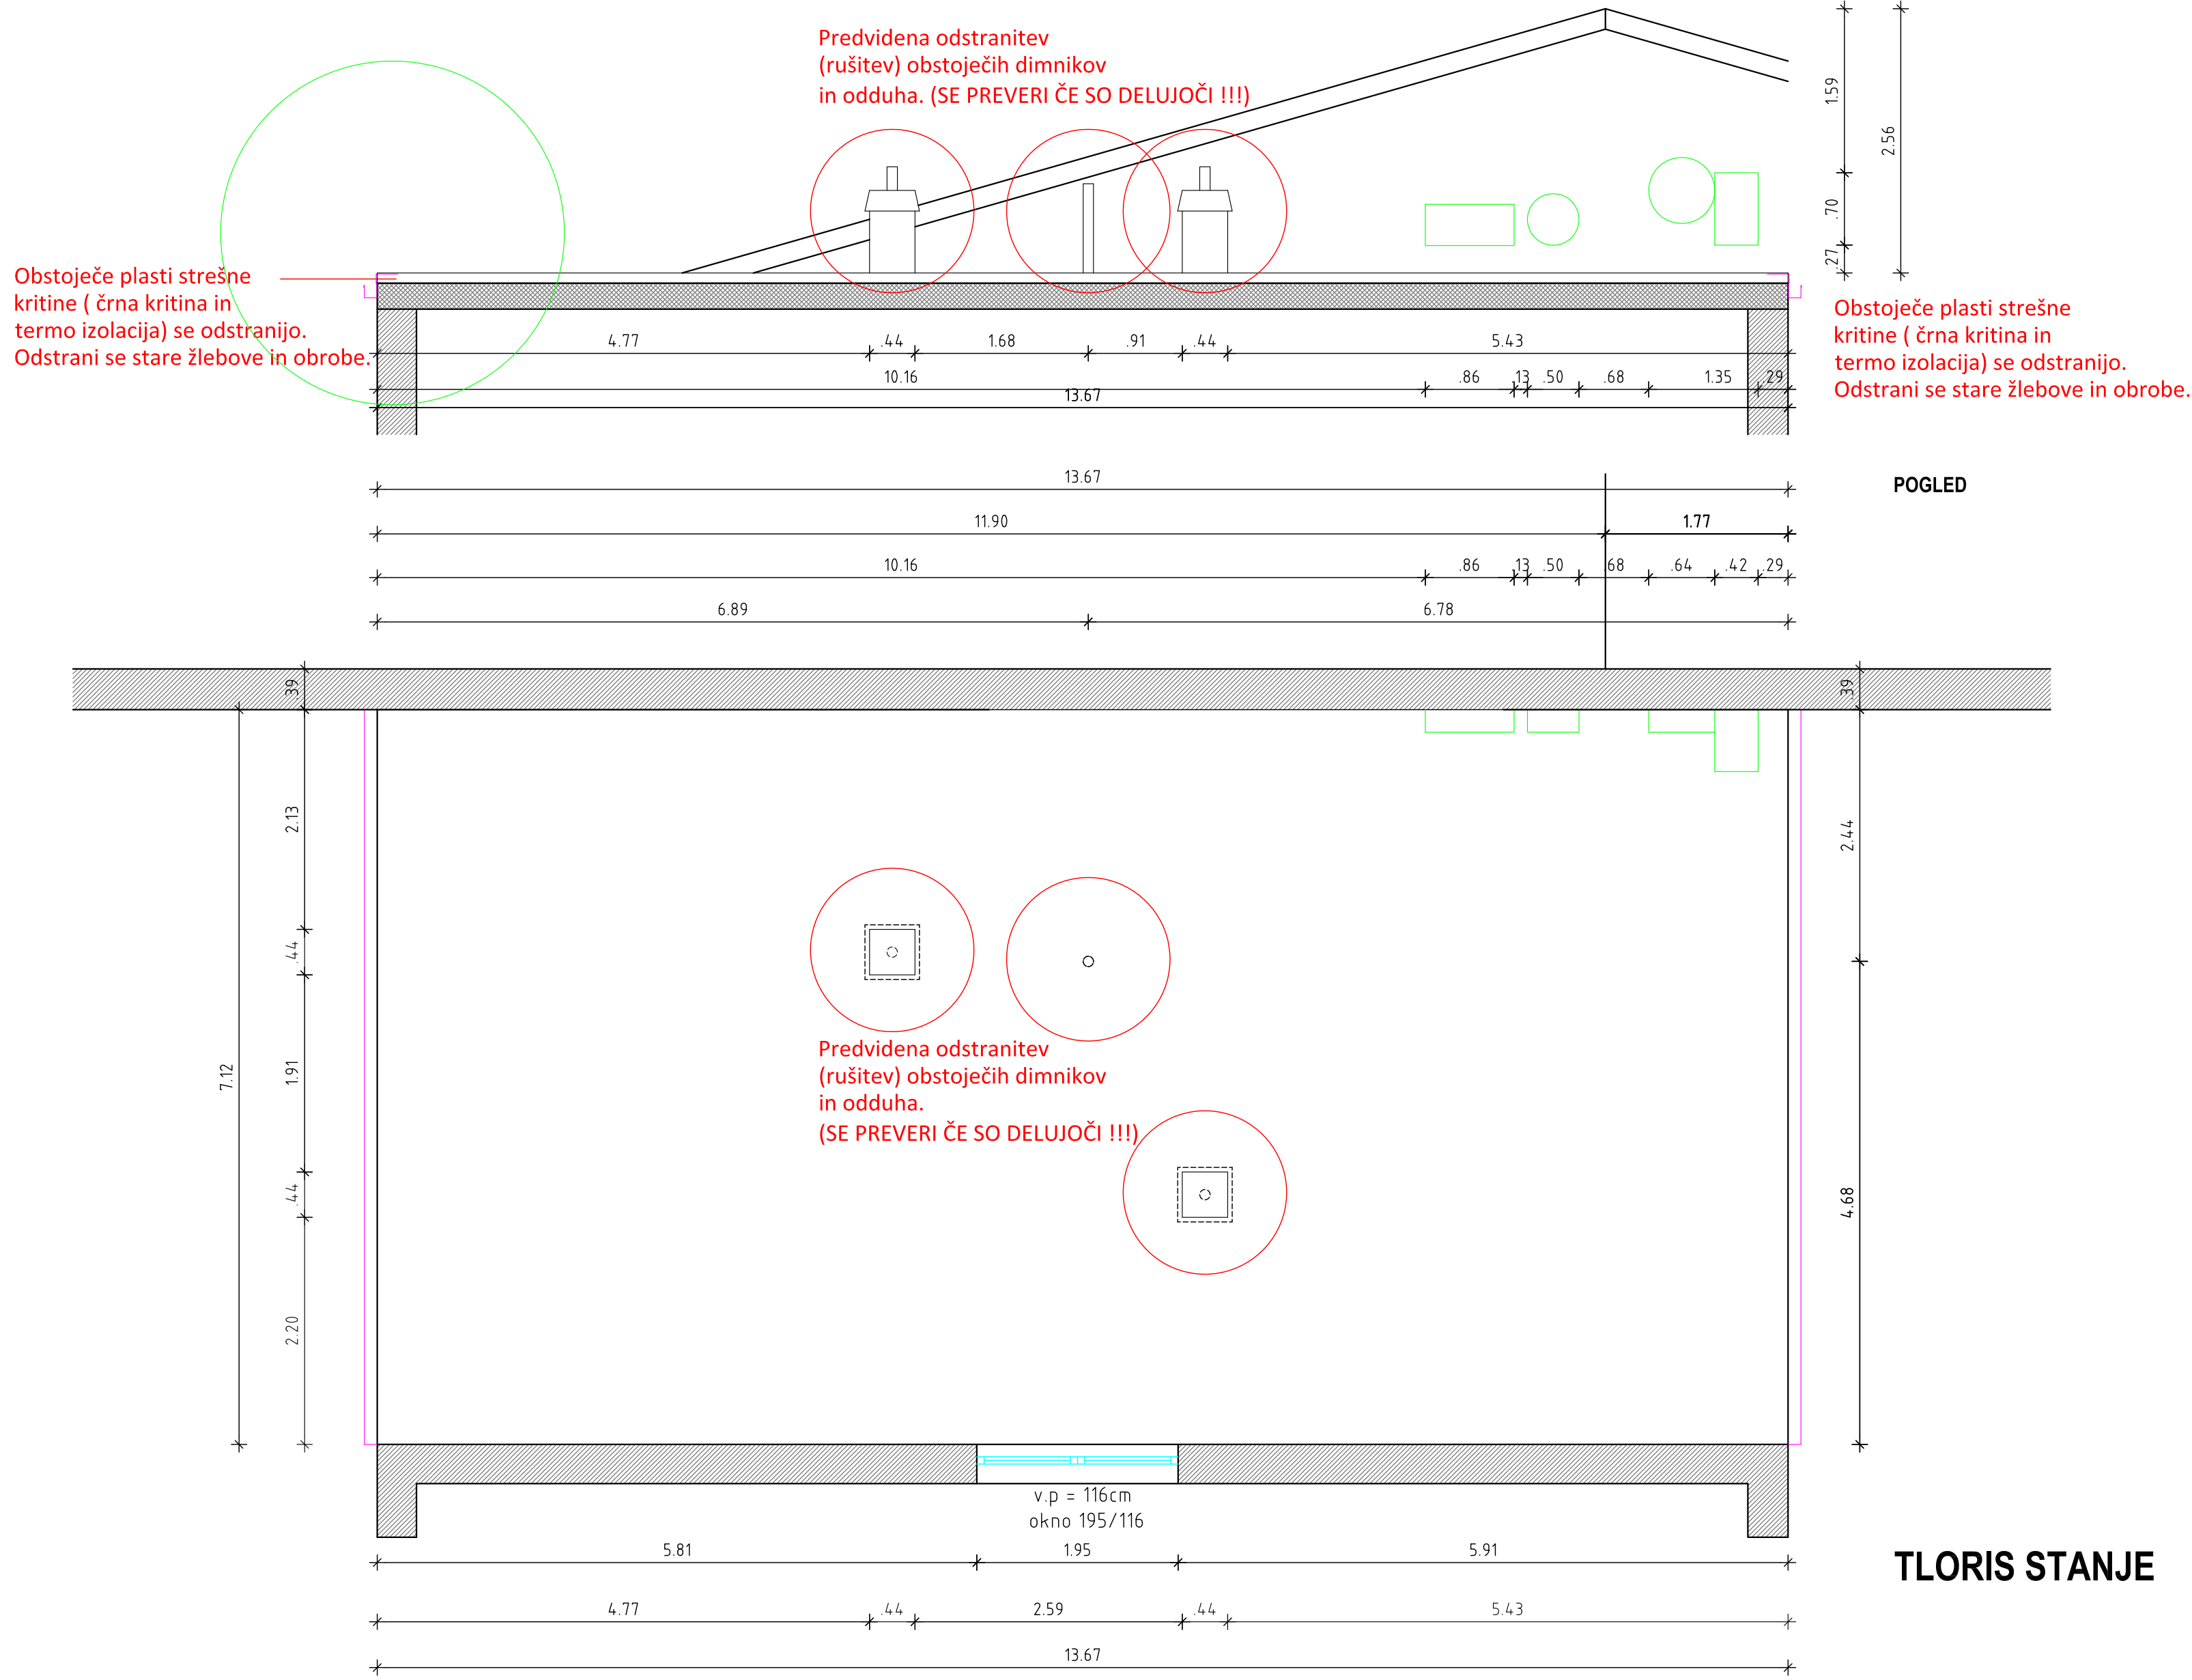 Predvidena odstranitev
(rušitev) obstoječih dimnikov
in odduha. (SE PREVERI ČE SO DELUJOČI !!!)
1.59
2.56
.70
.27
Obstoječe plasti strešne
kritine ( črna kritina in
termo izolacija) se odstranijo.
Odstrani se stare žlebove in obrobe.
Obstoječe plasti strešne
kritine ( črna kritina in
termo izolacija) se odstranijo.
Odstrani se stare žlebove in obrobe.
4.77 .44 1.68 .91 .44 5.43
10.16 .86 .13 .50 .68 1.35 .29
13.67
13.67
POGLED
11.90 1.77
10.16 .86 .13 .50 .68 .64 .42 .29
6.89 6.78
.39
.39
2.13
2.44
.44
Predvidena odstranitev
(rušitev) obstoječih dimnikov
in odduha.
(SE PREVERI ČE SO DELUJOČI !!!)
7.12
1.91
.44
4.68
2.20
v.p = 116cm
okno 195/116
5.81 1.95 5.91
TLORIS STANJE
4.77 .44 2.59 .44 5.43
13.67